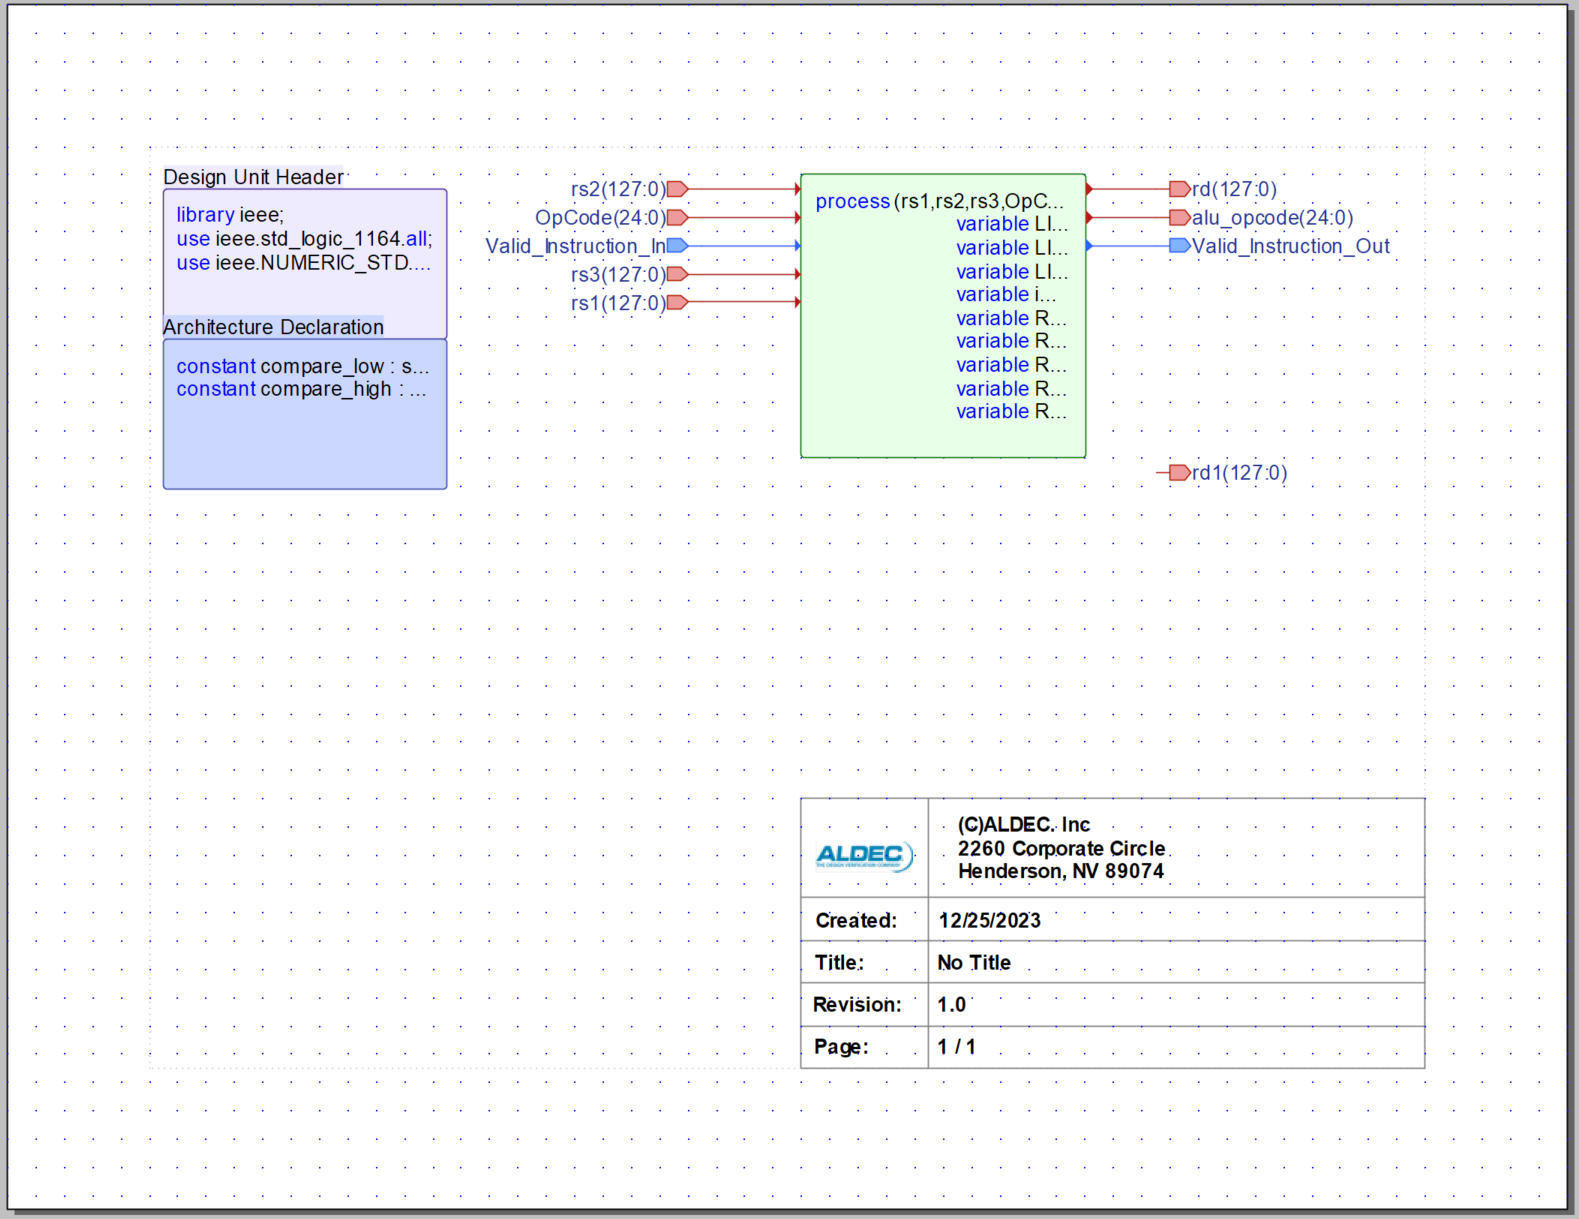 Design Unit Header
library ieee;
use ieee.std_logic_1164.all;
use ieee.NUMERIC_STD....
Architecture Declaration
constant compare_low : s...
constant compare_high : ...
rs2(127:0)
OpCode(24:0)
Valid_Instruction_In
rs3(127:0)
rs1(127:0)
process (rs1,rs2,rs3,OpC...
variable LI...
variable LI...
variable LI...
variable i...
variable R...
variable R...
variable R...
variable R...
variable R...
rd(127:0)
alu_opcode(24:0)
Valid_Instruction_Out
rd1(127:0)
ALDEC
THE DESIGN VERIFICATION COMPANY
(C)ALDEC. Inc
2260 Corporate Circle
Henderson, NV 89074
Created: 12/25/2023
Title: No Title
Revision: 1.0
Page: 1 / 1